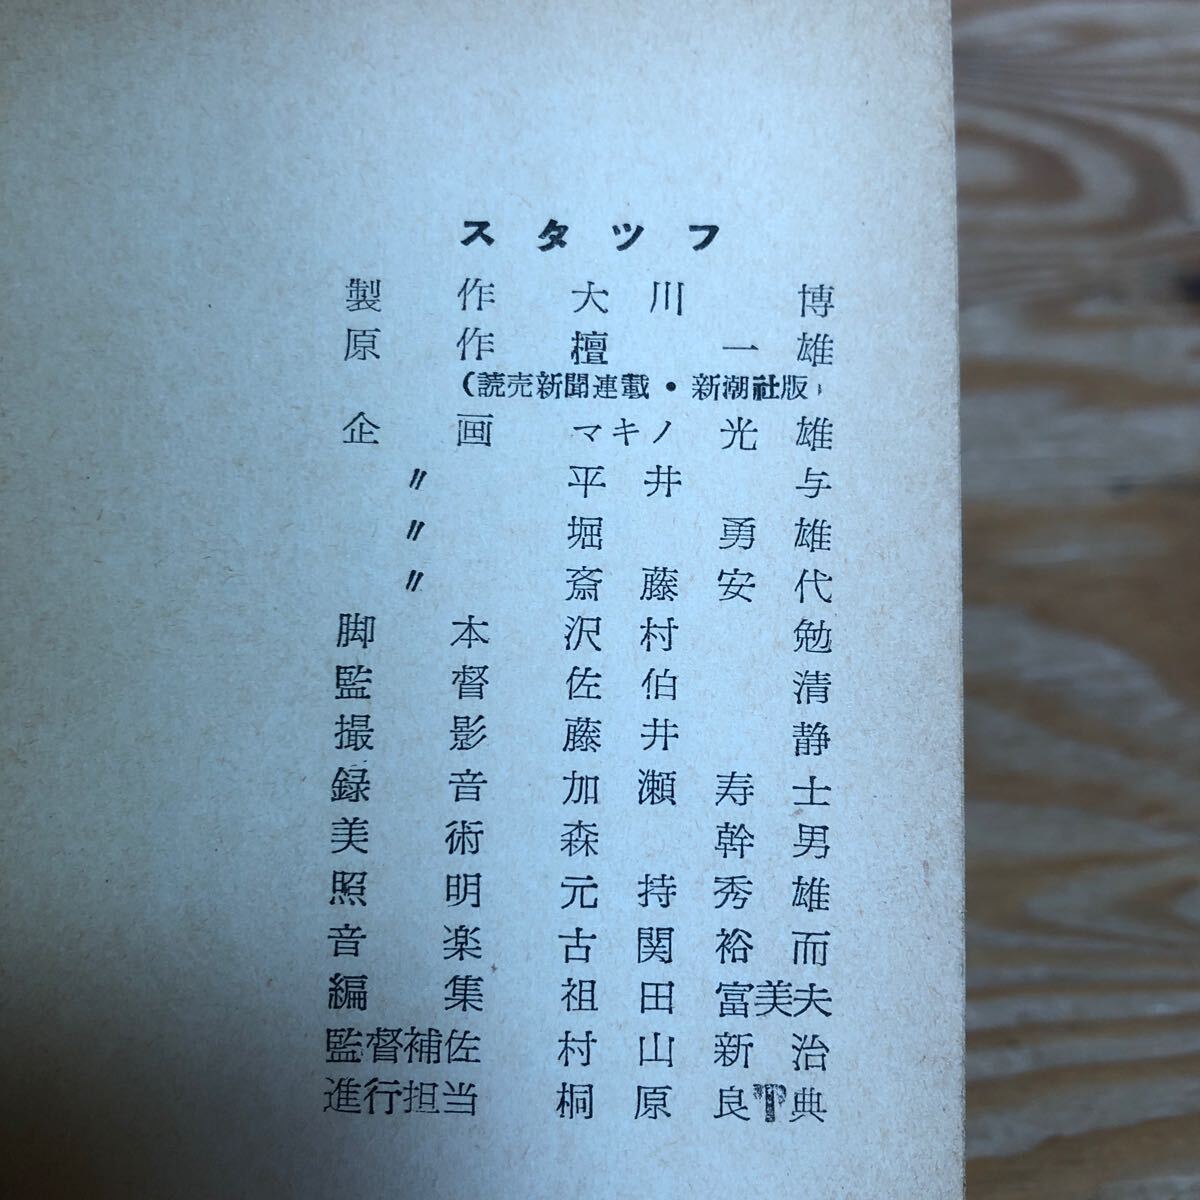 スタッフ
製作 大川博
原作 檀一雄
(読売新聞連載・新潮社版)
企画 マキノ光雄
〃 平井与
〃 堀勇雄
〃 斎藤安代
脚本 沢村勉
監督 佐伯清
撮影 藤井静
録音 加瀬寿士
美術 森幹男
照明 元持秀雄
音楽 古関裕而
編集 祖田富美夫
監督補佐 村山新治
進行担当 桐原良典